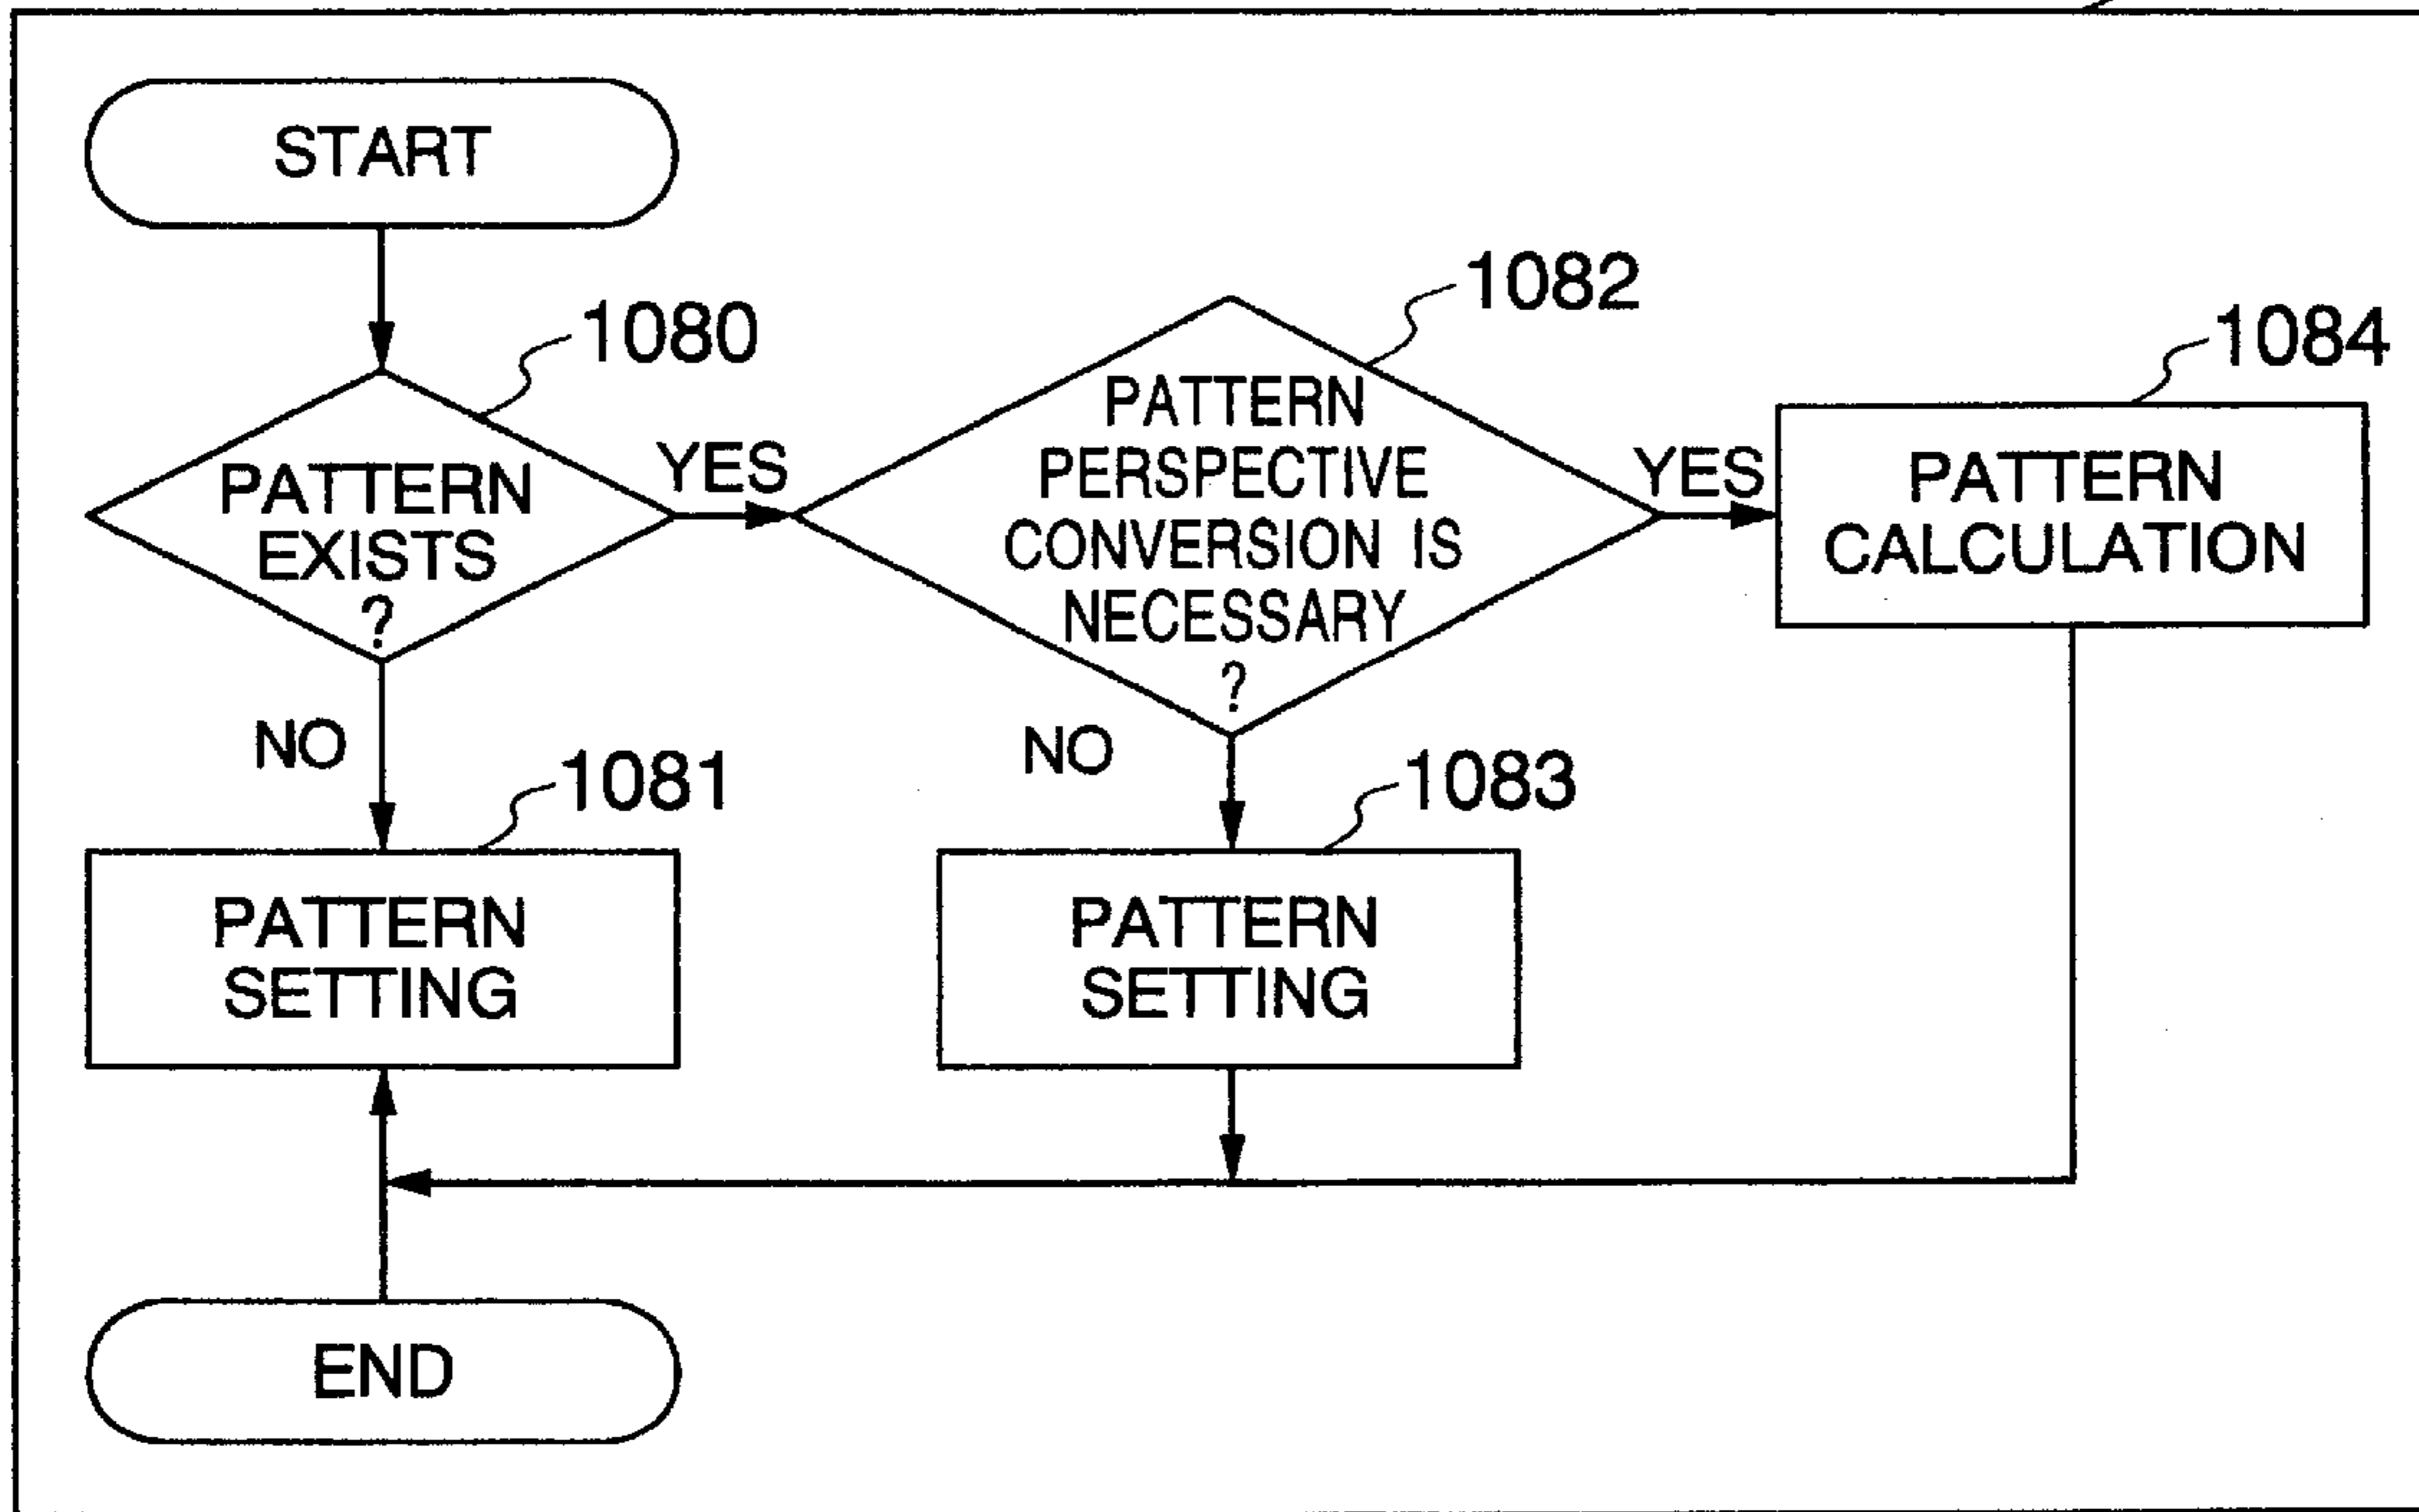 START
1080
PATTERN
EXISTS
?
YES
NO
1082
PATTERN
PERSPECTIVE
CONVERSION IS
NECESSARY
?
YES
NO
1084
PATTERN
CALCULATION
1081
PATTERN
SETTING
1083
PATTERN
SETTING
END